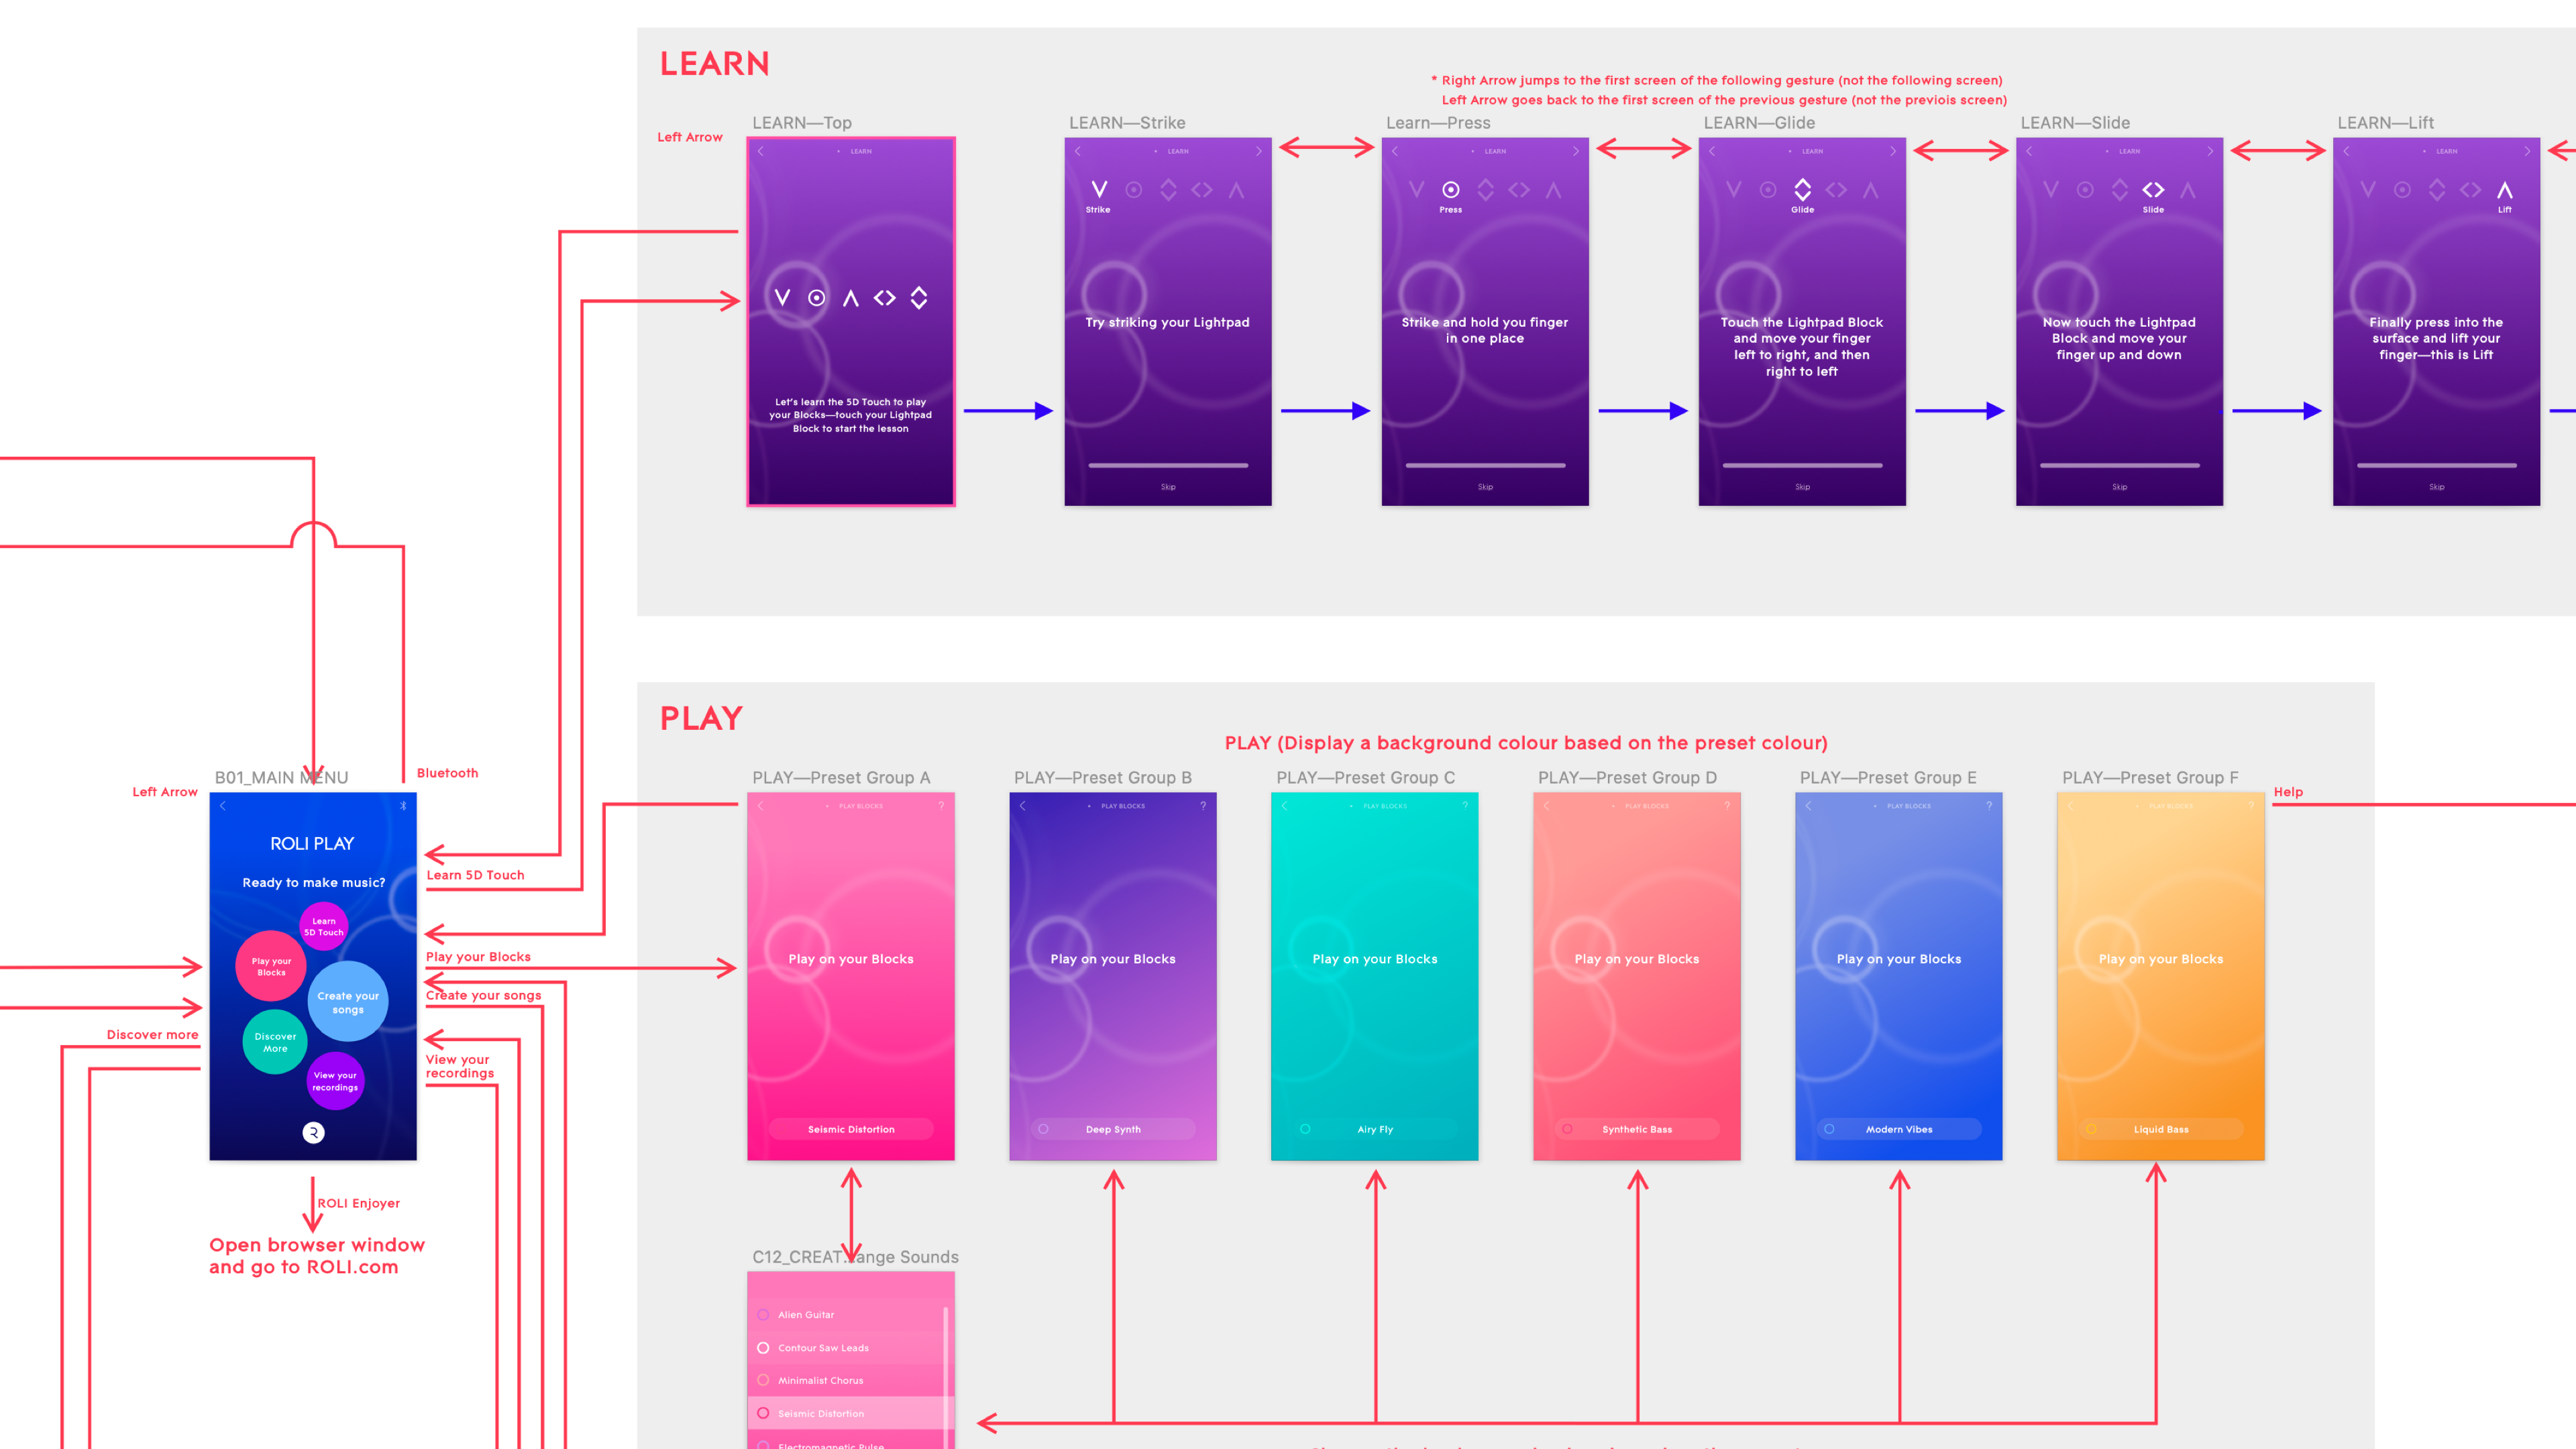 LEARN
* Right Arrow jumps to the first screen of the following gesture (not the following screen)
Left Arrow goes back to the first screen of the previous gesture (not the previois screen)
Left Arrow
LEARN—Top
LEARN
Let's learn the 5D Touch to play
your Blocks—touch your Lightpad
Block to start the lesson
LEARN—Strike
LEARN
Strike
Try striking your Lightpad
Skip
Learn—Press
LEARN
Press
Strike and hold you finger
in one place
Skip
LEARN—Glide
LEARN
Glide
Touch the Lightpad Block
and move your finger
left to right, and then
right to left
Skip
LEARN—Slide
LEARN
Slide
Now touch the Lightpad
Block and move your
finger up and down
Skip
LEARN—Lift
LEARN
Lift
Finally press into the
surface and lift your
finger—this is Lift
Skip
B01_MAIN MENU
Left Arrow
Bluetooth
ROLI PLAY
Ready to make music?
Learn
5D Touch
Play your
Blocks
Create your
songs
Discover
More
View your
recordings
Learn 5D Touch
Play your Blocks
Create your songs
View your
recordings
Discover more
ROLI Enjoyer
Open browser window
and go to ROLI.com
PLAY
PLAY (Display a background colour based on the preset colour)
PLAY—Preset Group A
PLAY BLOCKS
?
Play on your Blocks
Seismic Distortion
PLAY—Preset Group B
PLAY BLOCKS
?
Play on your Blocks
Deep Synth
PLAY—Preset Group C
PLAY BLOCKS
?
Play on your Blocks
Airy Fly
PLAY—Preset Group D
PLAY BLOCKS
?
Play on your Blocks
Synthetic Bass
PLAY—Preset Group E
PLAY BLOCKS
?
Play on your Blocks
Modern Vibes
PLAY—Preset Group F
PLAY BLOCKS
?
Play on your Blocks
Liquid Bass
Help
C12_CREAT...ange Sounds
Alien Guitar
Contour Saw Leads
Minimalist Chorus
Seismic Distortion
Electromagnetic Pulse